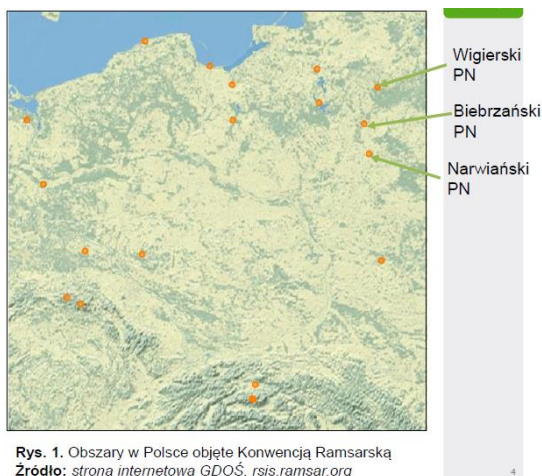 Wigierski
PN
Biebrzański
PN
Narwiański
PN
Rys. 1. Obszary w Polsce objęte Konwencją Ramsarską
Źródło: strona internetowa GDOŚ, rsis.ramsar.org
4